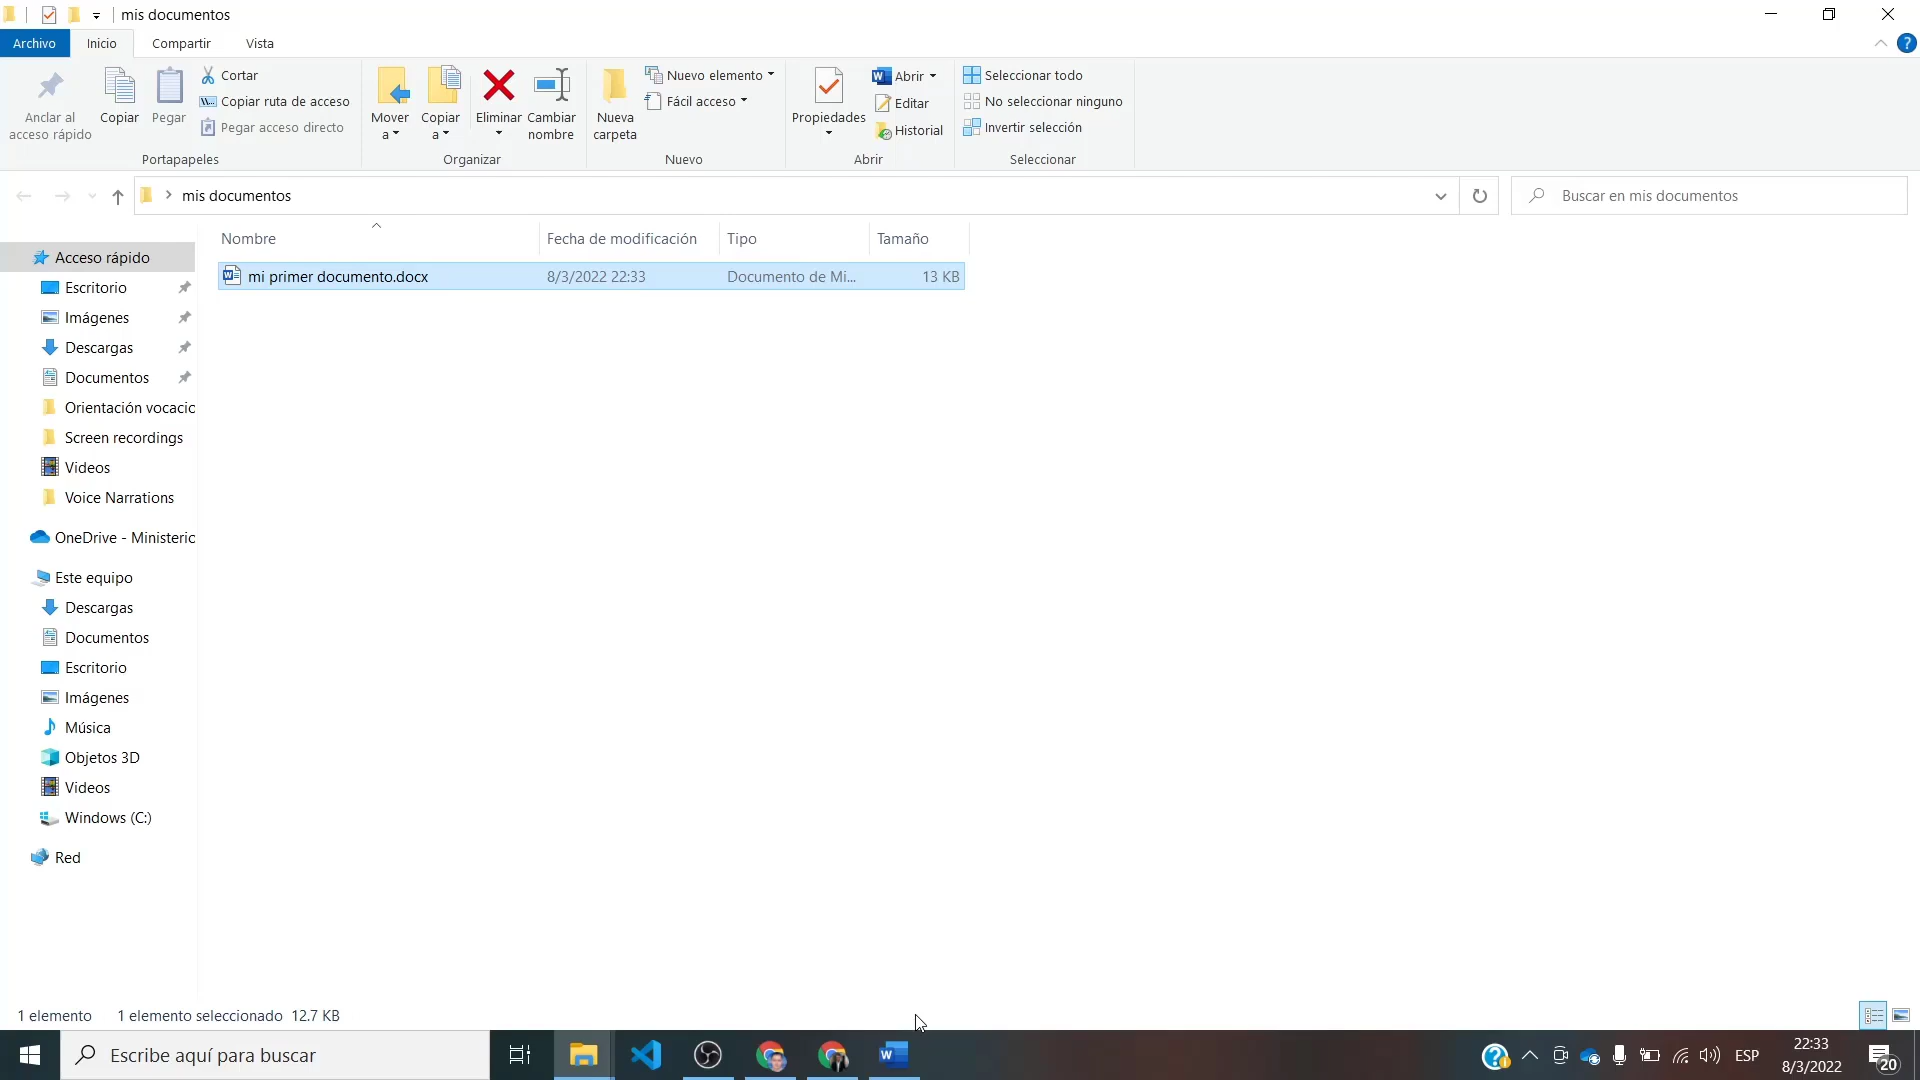 mis documentos
Archivo Inicio Compartir Vista
Anclar al
acceso rápido
Copiar
Pegar
Cortar
Copiar ruta de acceso
Pegar acceso directo
Portapapeles
Mover
a
Copiar
a
Eliminar
Cambiar
nombre
Organizar
Nueva
carpeta
Nuevo elemento
Fácil acceso
Nuevo
Propiedades
Abrir
Editar
Historial
Abrir
Seleccionar todo
No seleccionar ninguno
Invertir selección
Seleccionar
mis documentos
Buscar en mis documentos
Nombre Fecha de modificación Tipo Tamaño
mi primer documento.docx 8/3/2022 22:33 Documento de Mi... 13 KB
Acceso rápido
Escritorio
Imágenes
Descargas
Documentos
Orientación vocacio
Screen recordings
Videos
Voice Narrations
OneDrive - Ministerio
Este equipo
Descargas
Documentos
Escritorio
Imágenes
Música
Objetos 3D
Videos
Windows (C:)
Red
1 elemento 1 elemento seleccionado 12.7 KB
Escribe aquí para buscar
ESP
22:33
8/3/2022
20